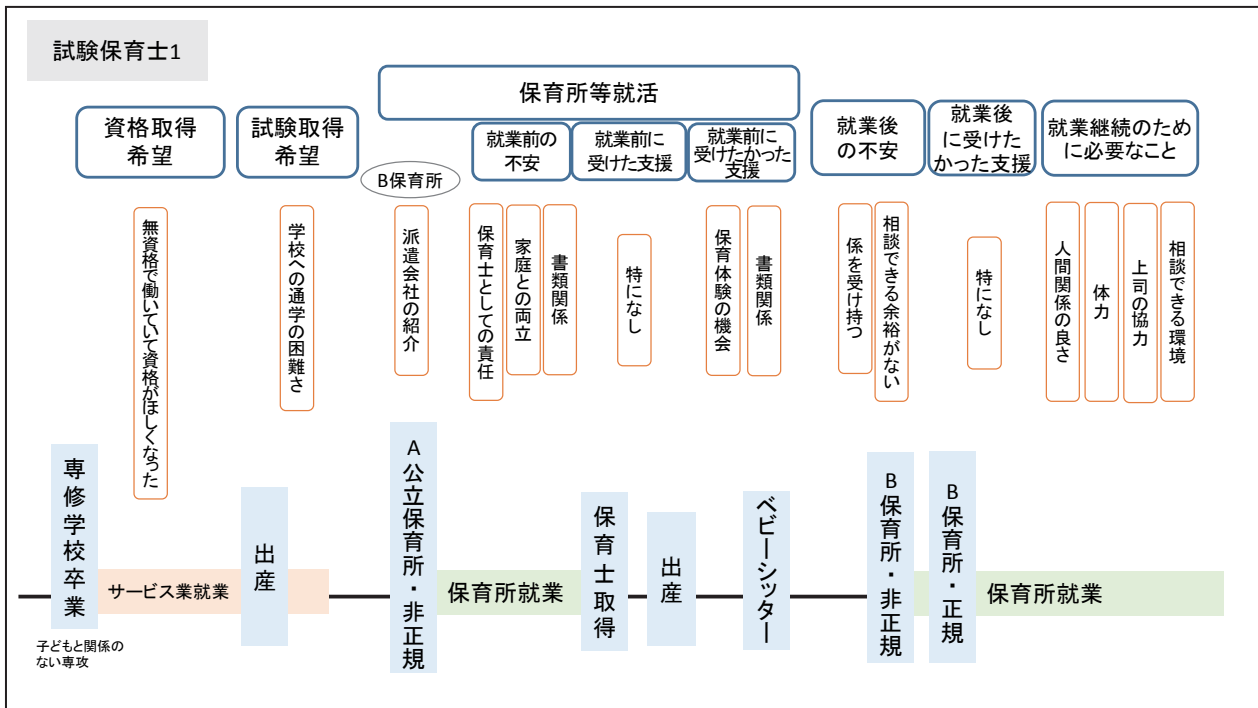 試験保育士1
保育所等就活
資格取得
希望
試験取得
希望
B保育所
就業前の
不安
就業前に
受けた支援
就業前に
受けたかった
支援
就業後
の不安
就業後
に受けた
かった支援
就業継続のため
に必要なこと
無資格で働いていて資格がほしくなった
学校への通学の困難さ
派遣会社の紹介
保育士としての責任
家庭との両立
書類関係
特になし
保育体験の機会
書類関係
係を受け持つ
相談できる余裕がない
特になし
人間関係の良さ
体力
上司の協力
相談できる環境
専修学校卒業
サービス業就業
出産
A公立保育所・非正規
保育所就業
保育士取得
出産
ベビーシッター
B保育所・非正規
B保育所・正規
保育所就業
子どもと関係の
ない専攻